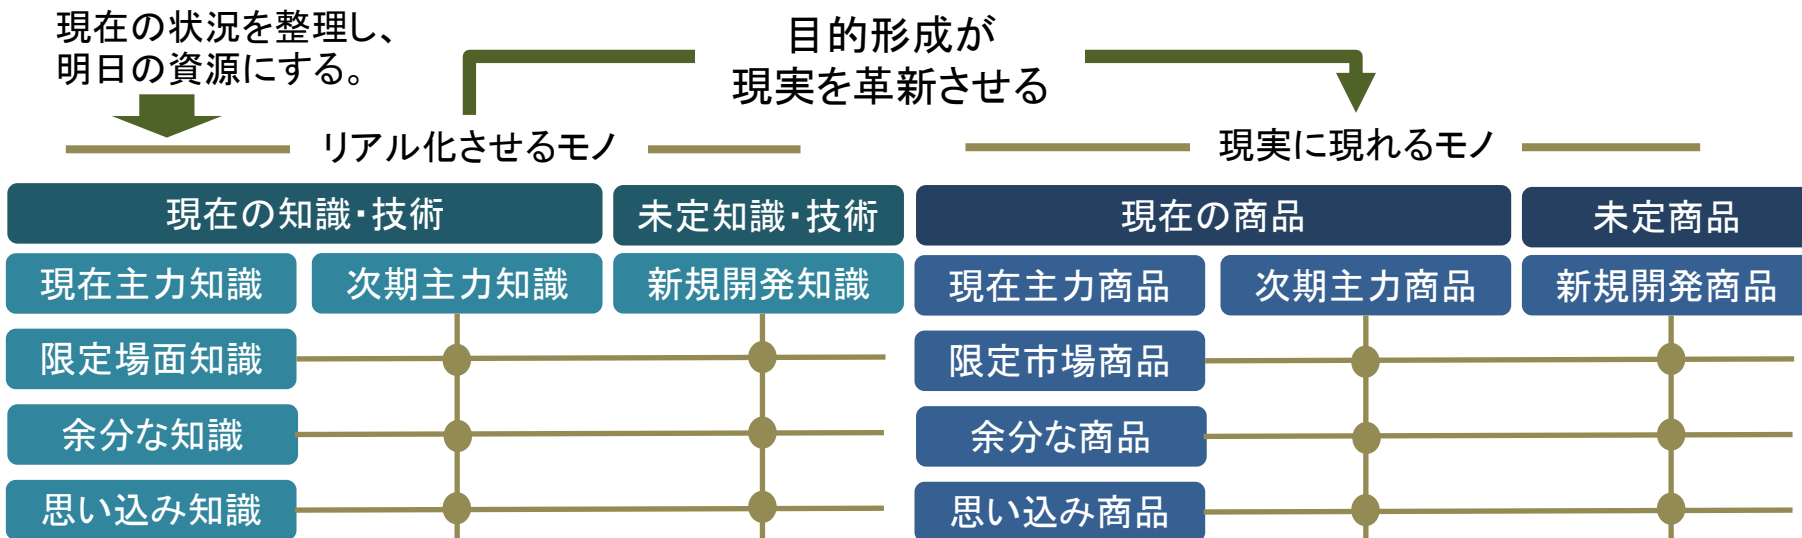 現在の状況を整理し、
明日の資源にする。
目的形成が
現実を革新させる
リアル化させるモノ
現実に現れるモノ
現在の知識・技術
未定知識・技術
現在の商品
未定商品
現在主力知識
次期主力知識
新規開発知識
現在主力商品
次期主力商品
新規開発商品
限定場面知識
限定市場商品
余分な知識
余分な商品
思い込み知識
思い込み商品